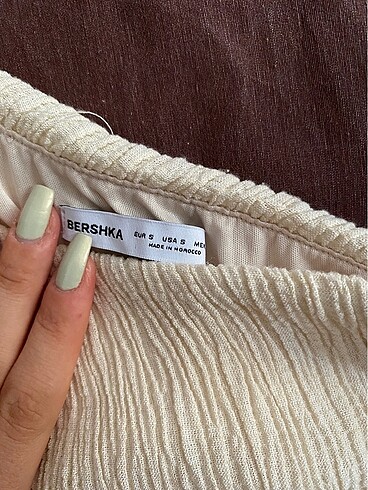 BERSHKA EUR S USA S MEX
MADE IN MOROCCO